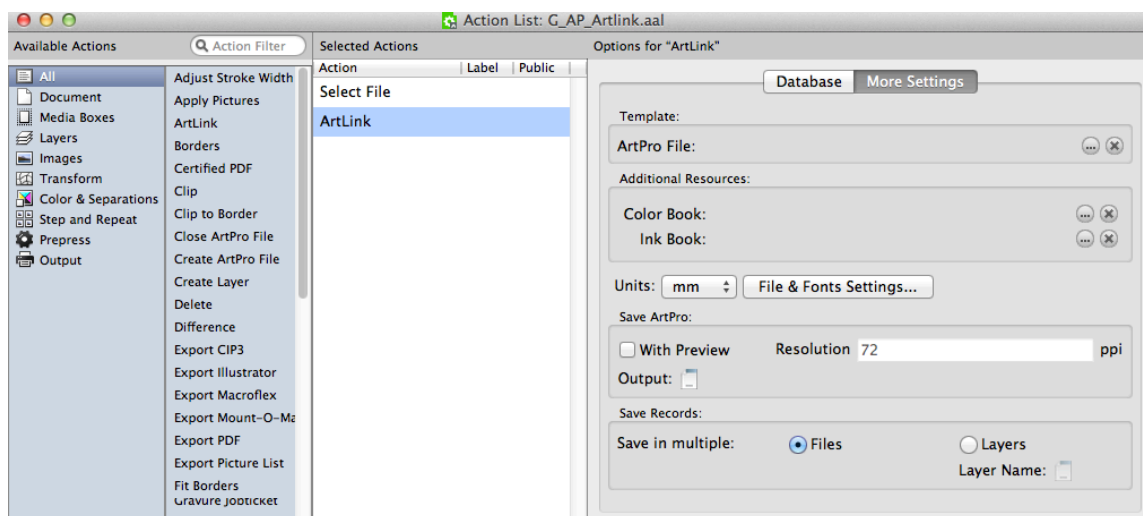 Action List: G_AP_Artlink.aal
Available Actions
Action Filter
Selected Actions
Options for "ArtLink"
All
Document
Media Boxes
Layers
Images
Transform
Color & Separations
Step and Repeat
Prepress
Output
Adjust Stroke Width
Apply Pictures
ArtLink
Borders
Certified PDF
Clip
Clip to Border
Close ArtPro File
Create ArtPro File
Create Layer
Delete
Difference
Export CIP3
Export Illustrator
Export Macroflex
Export Mount-O-Ma
Export PDF
Export Picture List
Fit Borders
Gravure Jobticket
Action Label Public
Select File
ArtLink
Database More Settings
Template:
ArtPro File:
Additional Resources:
Color Book:
Ink Book:
Units: mm File & Fonts Settings...
Save ArtPro:
With Preview Resolution 72 ppi
Output:
Save Records:
Save in multiple: Files Layers
Layer Name: